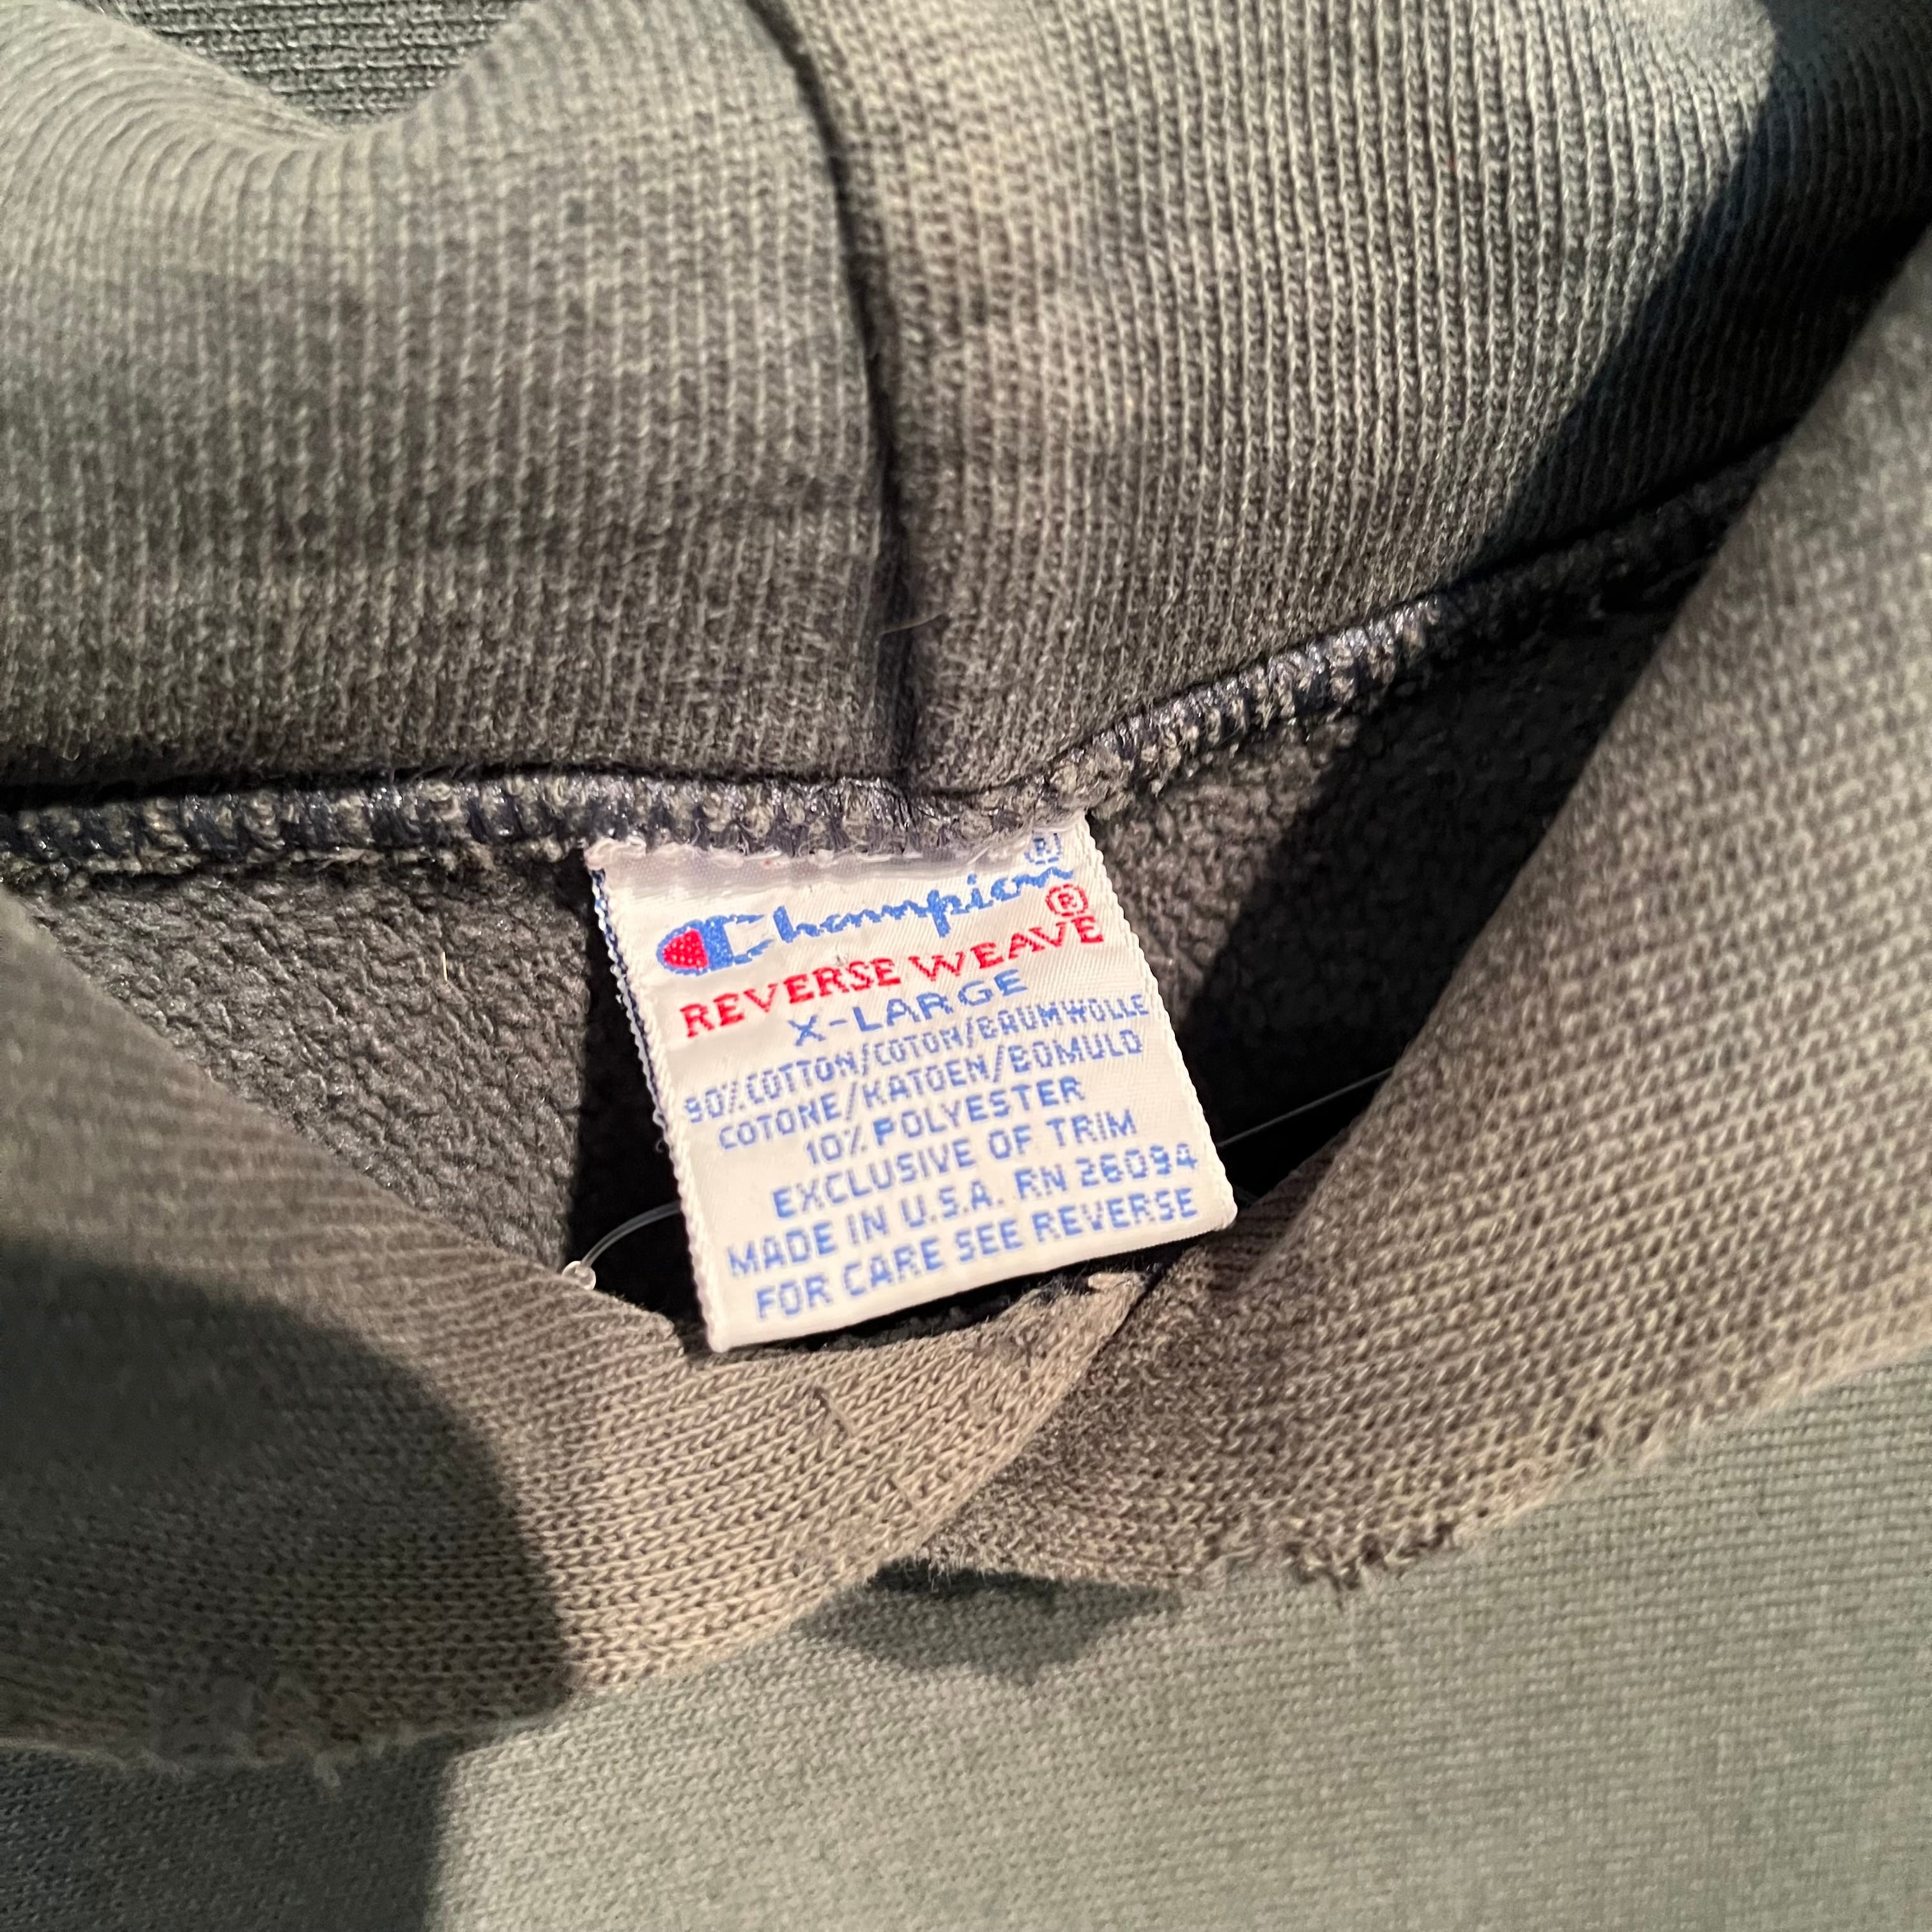 Champion®
REVERSE WEAVE®
X-LARGE
90% COTTON/COTON/BAUMWOLLE
COTONE/KATOEN/BOMULD
10% POLYESTER
EXCLUSIVE OF TRIM
MADE IN U.S.A. RN 26094
FOR CARE SEE REVERSE